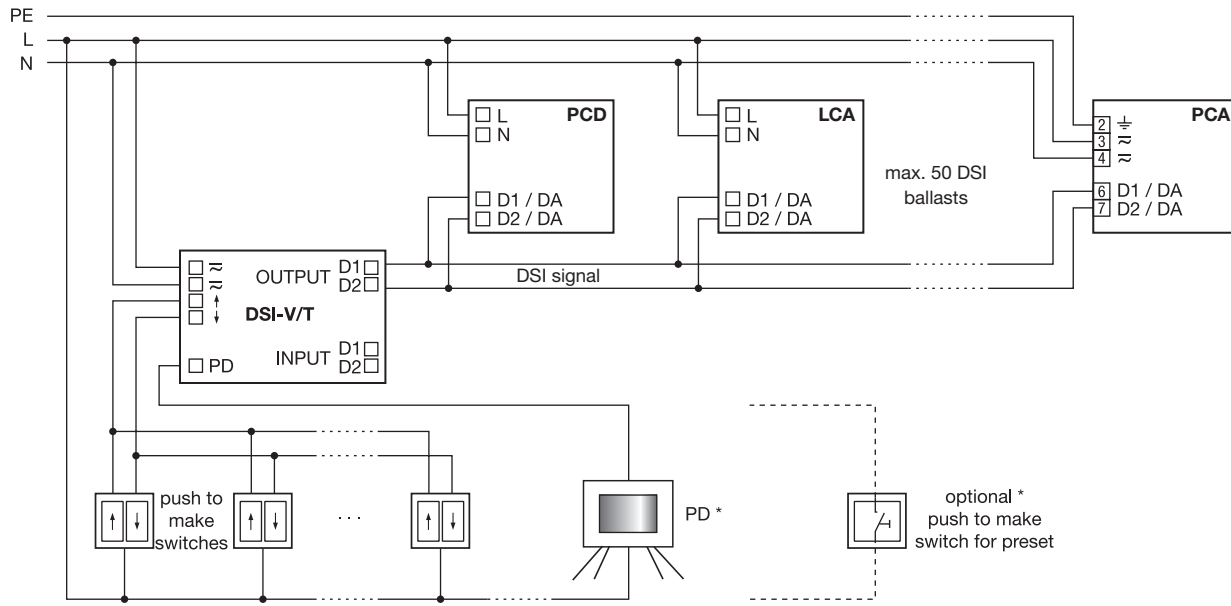 PE
L
N
PCD
L
N
D1 / DA
D2 / DA
LCA
L
N
D1 / DA
D2 / DA
max. 50 DSI
ballasts
PCA
2
3
4
6 D1 / DA
7 D2 / DA
OUTPUT D1
D2
DSI-V/T
INPUT D1
D2
PD
DSI signal
push to
make
switches
. . .
PD *
optional *
push to make
switch for preset